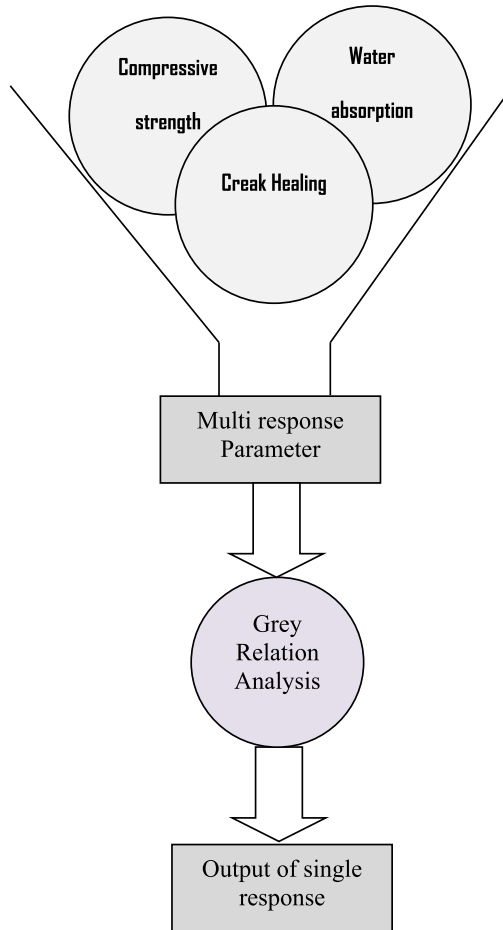 Compressive
strength
Water
absorption
Creak Healing
Multi response
Parameter
Grey
Relation
Analysis
Output of single
response